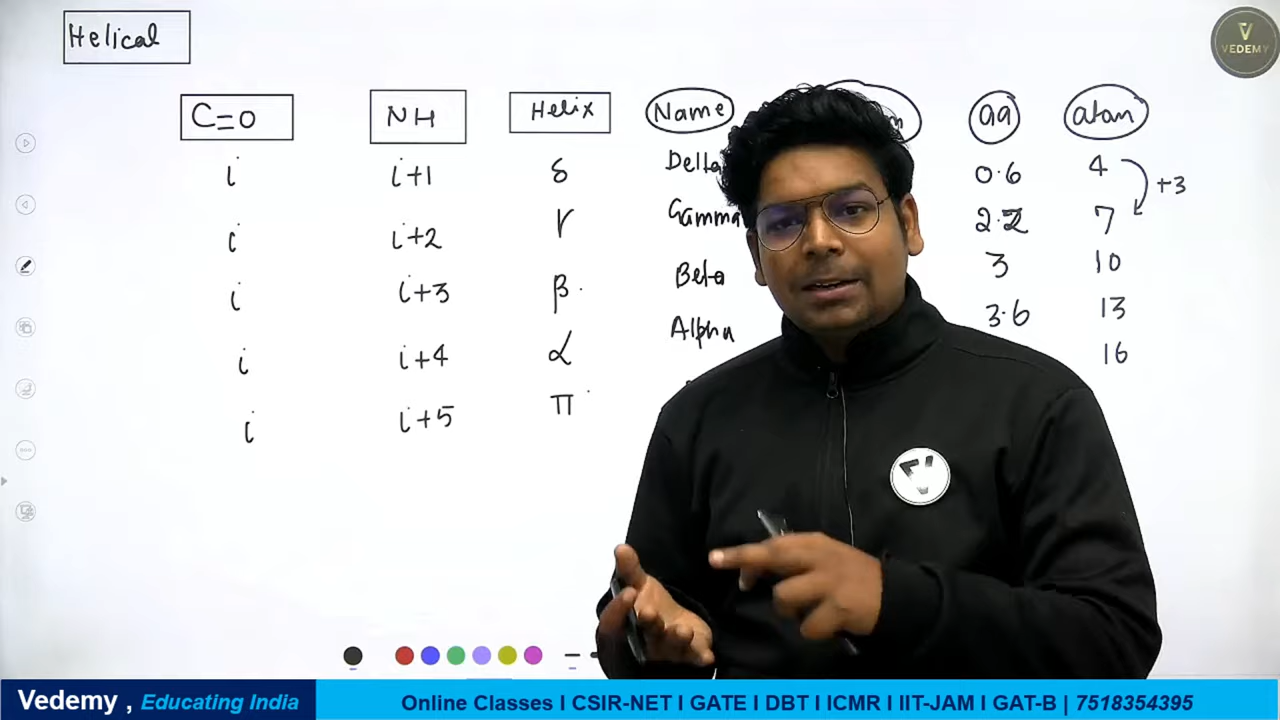 Helical
VEDEMY
C=O NH Helix Name aa atom
i i+1 δ Delta 0.6 4
+3
i i+2 γ Gamma 2.2 7
i i+3 β Beta 3 10
i i+4 α Alpha 3.6 13
i i+5 π 16
Vedemy , Educating India
Online Classes I CSIR-NET I GATE I DBT I ICMR I IIT-JAM I GAT-B | 7518354395